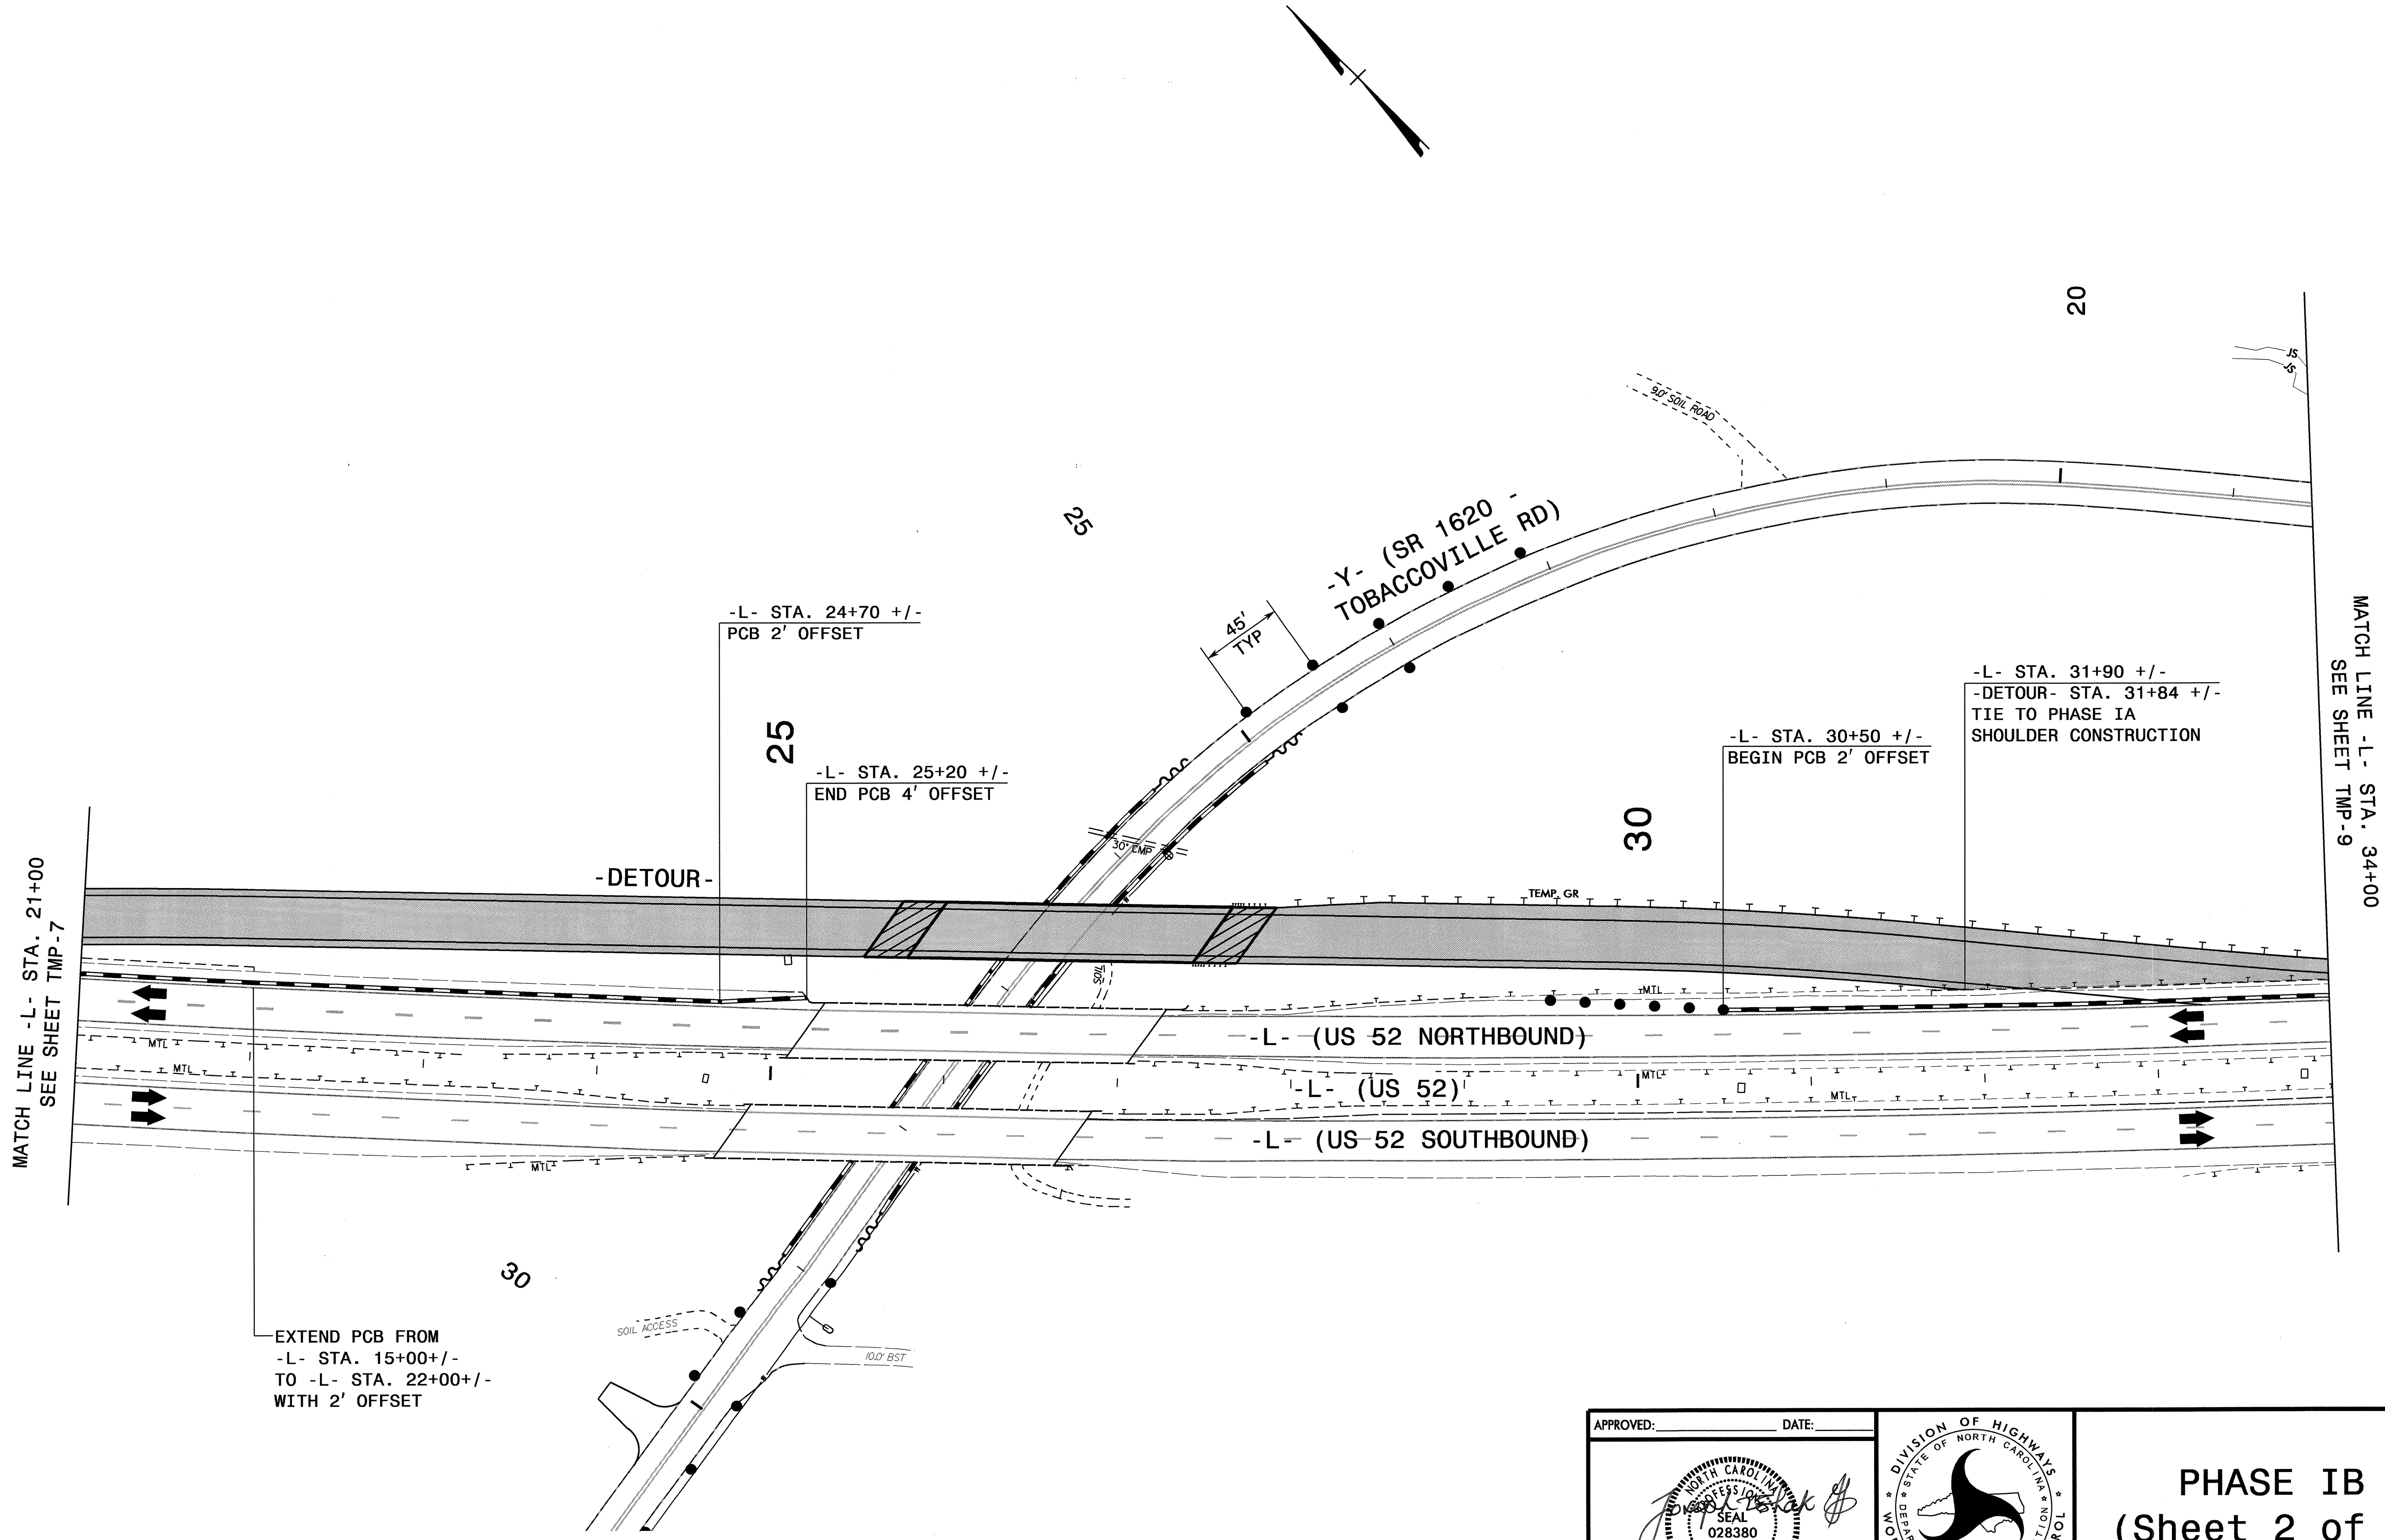 20
JS
JS
9.0' SOIL ROAD
25
-Y- (SR 1620 -
TOBACCOVILLE RD)
45'
TYP
-L- STA. 24+70 +/-
PCB 2' OFFSET
25
-L- STA. 25+20 +/-
END PCB 4' OFFSET
-L- STA. 31+90 +/-
-DETOUR- STA. 31+84 +/-
TIE TO PHASE IA
SHOULDER CONSTRUCTION
-L- STA. 30+50 +/-
BEGIN PCB 2' OFFSET
30
MATCH LINE -L- STA. 34+00
SEE SHEET TMP-9
MATCH LINE -L- STA. 21+00
SEE SHEET TMP-7
30" CMP
-DETOUR-
TEMP. GR
SOIL
MTL
-L- (US 52 NORTHBOUND)
MTL
MTL
MTL
-L- (US 52)
MTL
-L- (US 52 SOUTHBOUND)
MTL
30
SOIL ACCESS
10.0' BST
EXTEND PCB FROM
-L- STA. 15+00+/-
TO -L- STA. 22+00+/-
WITH 2' OFFSET
APPROVED: DATE:
NORTH CAROLINA
SEAL
028380
DIVISION OF HIGHWAYS
STATE OF NORTH CAROLINA
PHASE IB
(Sheet 2 of